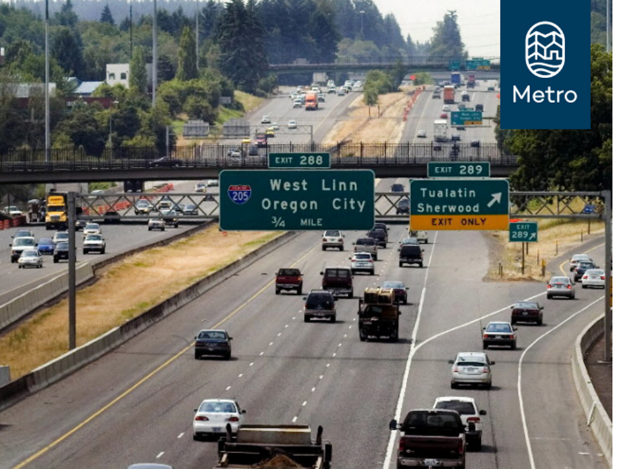 Metro
EXIT 288
INTERSTATE
205
West Linn
Oregon City
3/4 MILE
EXIT 289
Tualatin
Sherwood
EXIT ONLY
EXIT
289